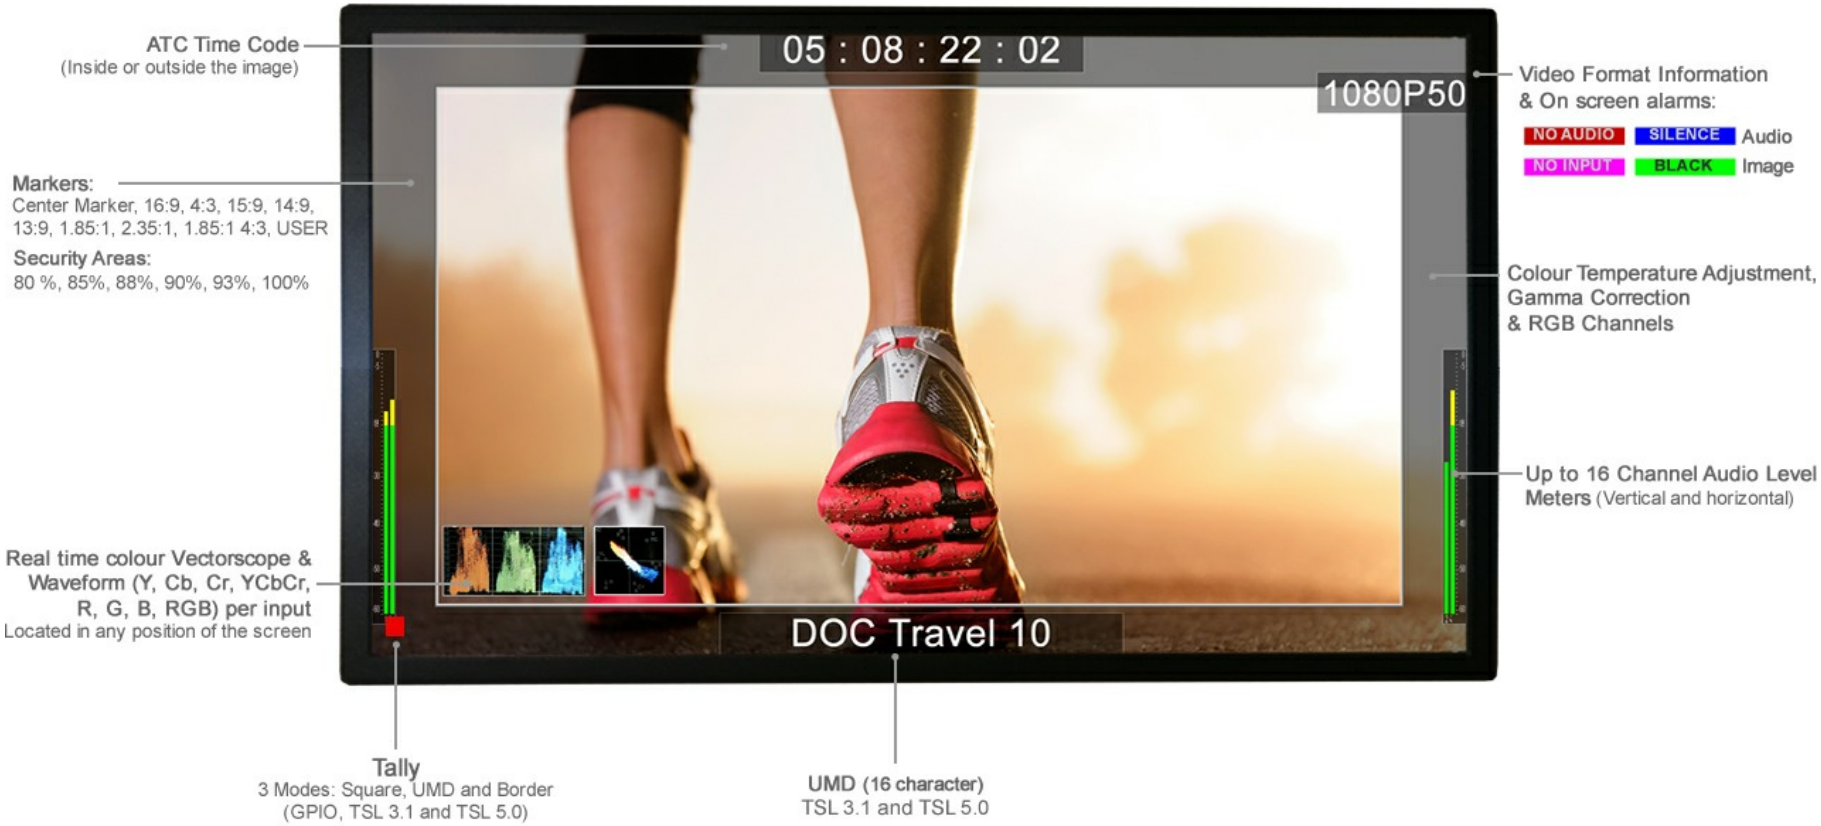 ATC Time Code
(Inside or outside the image)
05 : 08 : 22 : 02
1080P50
Video Format Information
& On screen alarms:
NO AUDIO SILENCE Audio
NO INPUT BLACK Image
Markers:
Center Marker, 16:9, 4:3, 15:9, 14:9,
13:9, 1.85:1, 2.35:1, 1.85:1 4:3, USER
Security Areas:
80 %, 85%, 88%, 90%, 93%, 100%
Colour Temperature Adjustment,
Gamma Correction
& RGB Channels
Up to 16 Channel Audio Level
Meters (Vertical and horizontal)
Real time colour Vectorscope &
Waveform (Y, Cb, Cr, YCbCr,
R, G, B, RGB) per input
Located in any position of the screen
DOC Travel 10
Tally
3 Modes: Square, UMD and Border
(GPIO, TSL 3.1 and TSL 5.0)
UMD (16 character)
TSL 3.1 and TSL 5.0